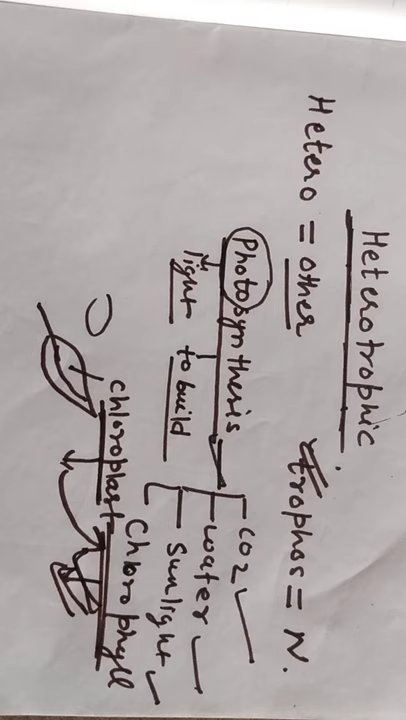 Heterotrophic
Hetero = other trophos = N.
Photosynthesis
light to build
CO2
water
Sunlight
Chlorophyll
chloroplast